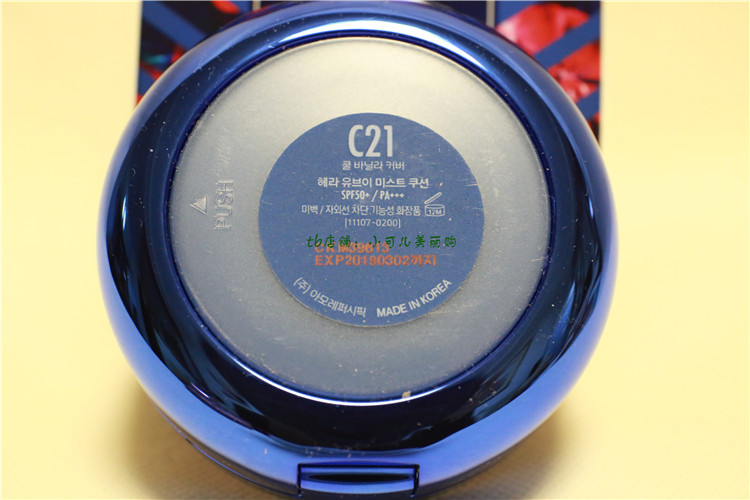 C21
쿨 바닐라 커버
헤라 유브이 미스트 쿠션
SPF50+ / PA+++
미백 / 자외선 차단 기능성 화장품 12M
[11107-0200]
tb店铺：小可儿美丽购
EXP20190302까지
(주) 아모레퍼시픽 MADE IN KOREA
PUSH